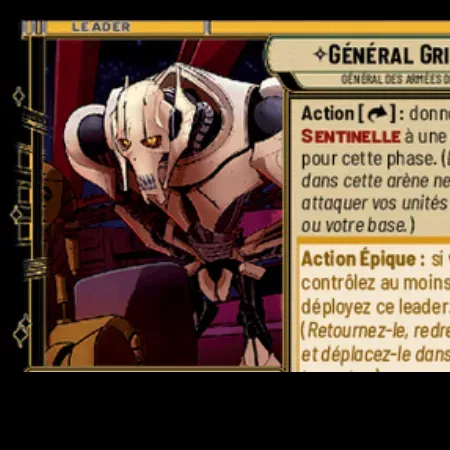 LEADER
GÉNÉRAL GRI
GÉNÉRAL DES ARMÉES D
Action [ ] : donn
SENTINELLE à une
pour cette phase. (
dans cette arène ne
attaquer vos unités
ou votre base.)
Action Épique : si
contrôlez au moins
déployez ce leader.
(Retournez-le, redre
et déplacez-le dans